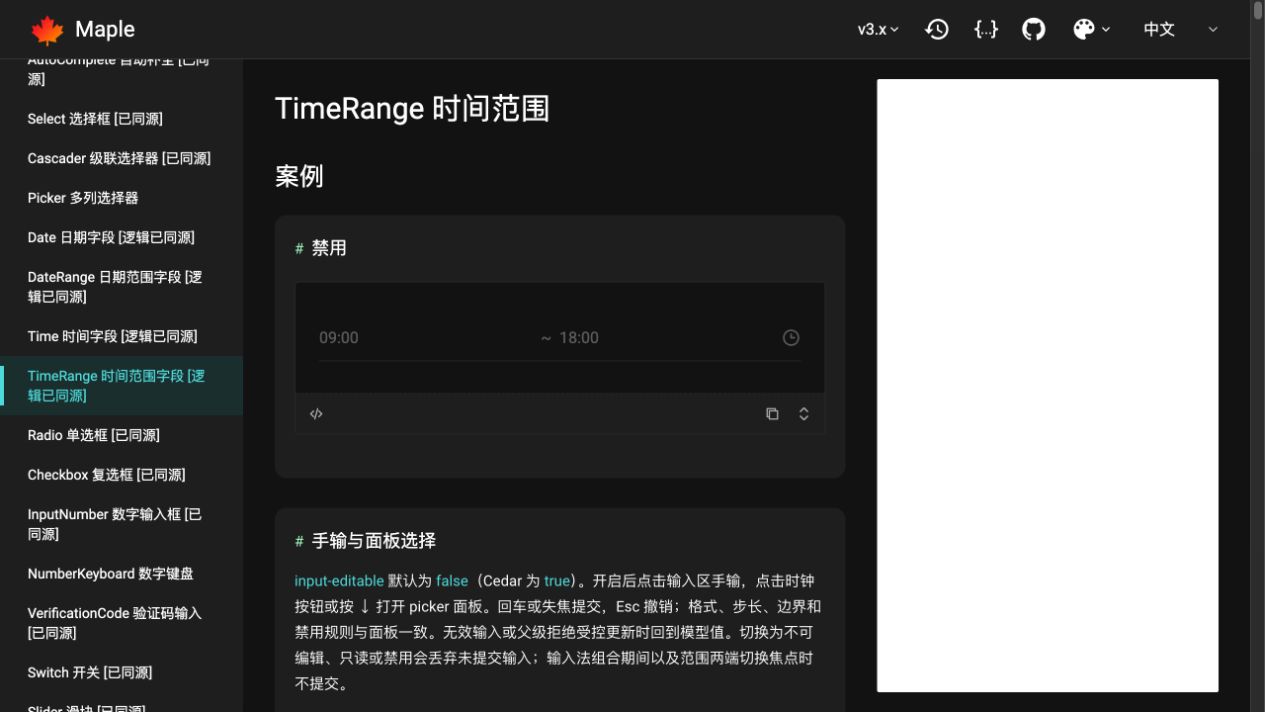 Maple
v3.x
中文
AutoComplete 自动补全 [已同
源]
Select 选择框 [已同源]
Cascader 级联选择器 [已同源]
Picker 多列选择器
Date 日期字段 [逻辑已同源]
DateRange 日期范围字段 [逻
辑已同源]
Time 时间字段 [逻辑已同源]
TimeRange 时间范围字段 [逻
辑已同源]
Radio 单选框 [已同源]
Checkbox 复选框 [已同源]
InputNumber 数字输入框 [已
同源]
NumberKeyboard 数字键盘
VerificationCode 验证码输入
[已同源]
Switch 开关 [已同源]
Slider 滑块 [已同源]
TimeRange 时间范围
案例
# 禁用
09:00 ~ 18:00
# 手输与面板选择
input-editable 默认为 false（Cedar 为 true）。开启后点击输入区手输，点击时钟
按钮或按 ↓ 打开 picker 面板。回车或失焦提交，Esc 撤销；格式、步长、边界和
禁用规则与面板一致。无效输入或父级拒绝受控更新时回到模型值。切换为不可
编辑、只读或禁用会丢弃未提交输入；输入法组合期间以及范围两端切换焦点时
不提交。